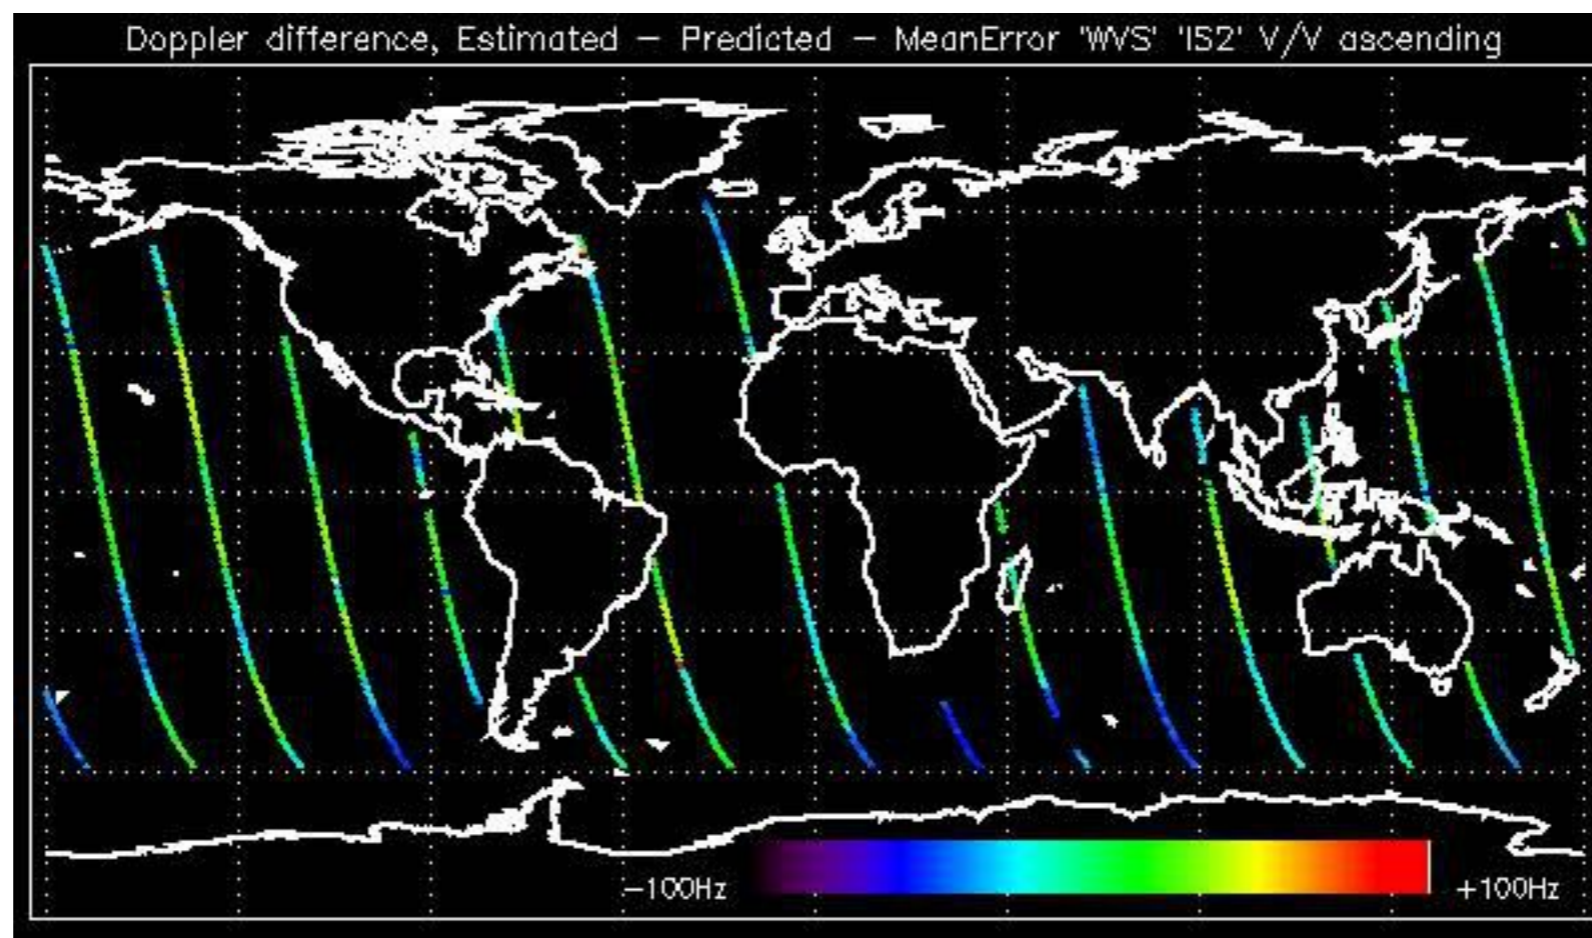 Doppler difference, Estimated – Predicted – MeanError 'WVS' 'IS2' V/V ascending
–100Hz
+100Hz